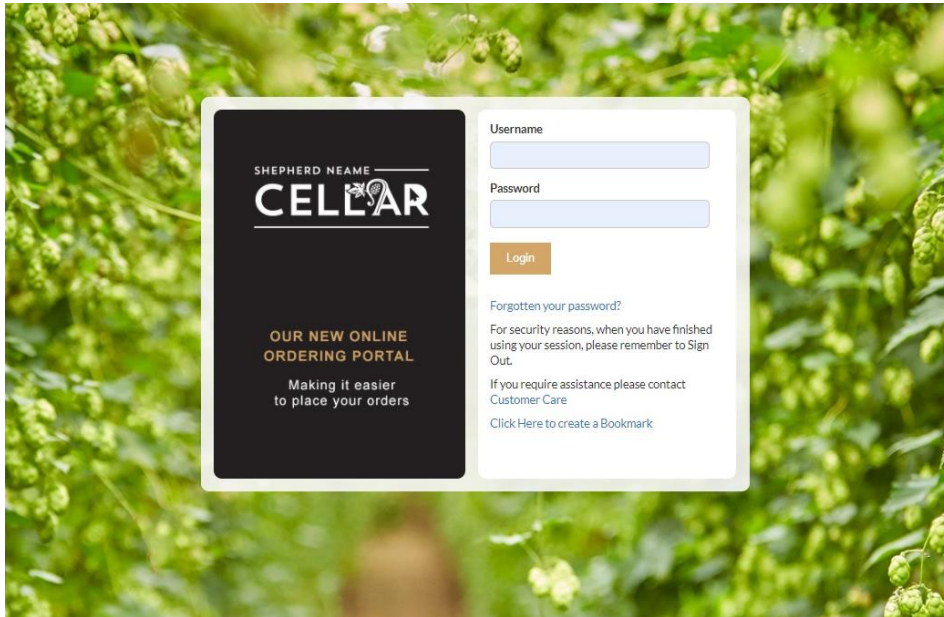 SHEPHERD NEAME
CELLAR
OUR NEW ONLINE
ORDERING PORTAL
Making it easier
to place your orders
Username
Password
Login
Forgotten your password?
For security reasons, when you have finished
using your session, please remember to Sign
Out.
If you require assistance please contact
Customer Care
Click Here to create a Bookmark